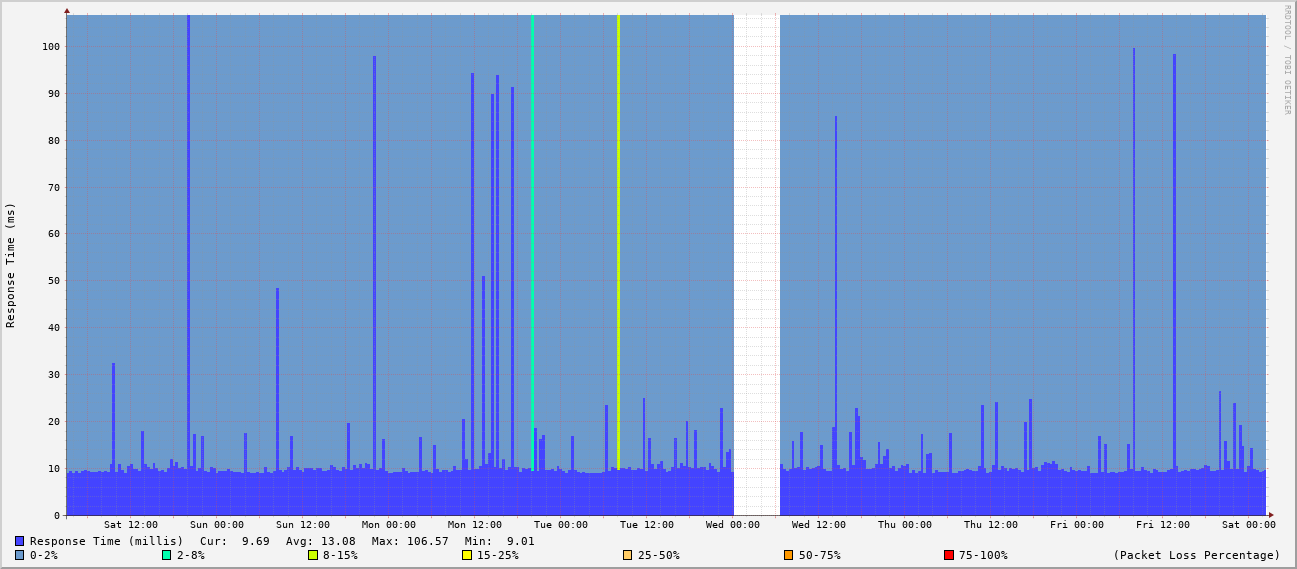 RRDTOOL / TOBI OETIKER
Response Time (ms)
100
90
80
70
60
50
40
30
20
10
0
Sat 12:00 Sun 00:00 Sun 12:00 Mon 00:00 Mon 12:00 Tue 00:00 Tue 12:00 Wed 00:00 Wed 12:00 Thu 00:00 Thu 12:00 Fri 00:00 Fri 12:00 Sat 00:00
Response Time (millis) Cur: 9.69 Avg: 13.08 Max: 106.57 Min: 9.01
0-2% 2-8% 8-15% 15-25% 25-50% 50-75% 75-100% (Packet Loss Percentage)